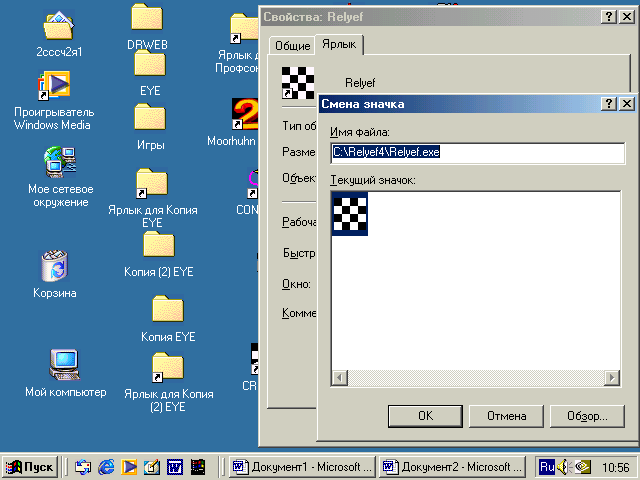 2сссч2я1
Проигрыватель
Windows Media
Мое сетевое
окружение
Корзина
Мой компьютер
DRWEB
EYE
Игры
Ярлык для Копия
EYE
Копия (2) EYE
Копия EYE
Ярлык для Копия
(2) EYE
Ярлык д
Профсою
Moorhuhn
CON
CR
Свойства: Relyef
Общие
Ярлык
Relyef
Тип об
Разме
Объект
Рабоча
Быстр
Окно:
Комме
Смена значка
Имя файла:
C:\Relyef4\Relyef.exe
Текущий значок:
OK
Отмена
Обзор...
Пуск
Документ1 - Microsoft ...
Документ2 - Microsoft ...
Ru
10:56